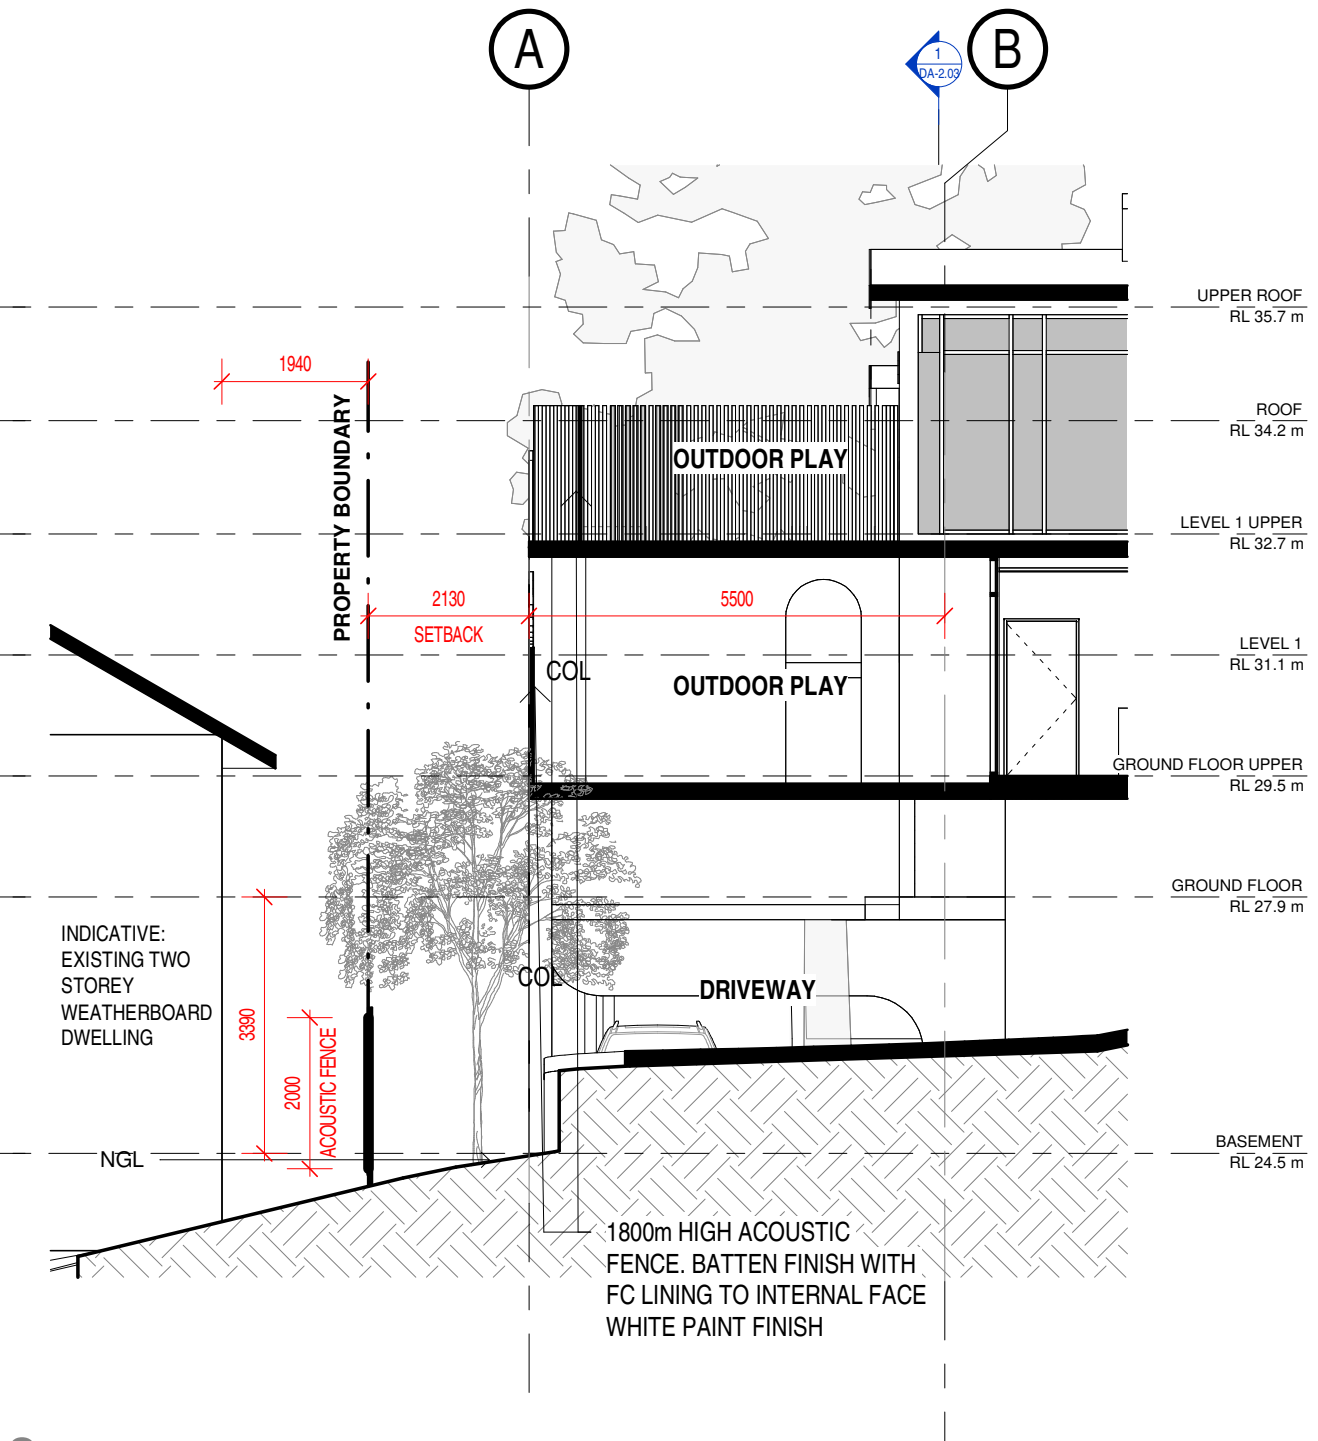 A
B
1
DA-2.03
UPPER ROOF
RL 35.7 m
1940
ROOF
RL 34.2 m
PROPERTY BOUNDARY
OUTDOOR PLAY
LEVEL 1 UPPER
RL 32.7 m
2130
SETBACK
5500
LEVEL 1
RL 31.1 m
COL
OUTDOOR PLAY
GROUND FLOOR UPPER
RL 29.5 m
GROUND FLOOR
RL 27.9 m
INDICATIVE:
EXISTING TWO
STOREY
WEATHERBOARD
DWELLING
COL
DRIVEWAY
3390
2000
ACOUSTIC FENCE
NGL
BASEMENT
RL 24.5 m
1800m HIGH ACOUSTIC
FENCE. BATTEN FINISH WITH
FC LINING TO INTERNAL FACE
WHITE PAINT FINISH